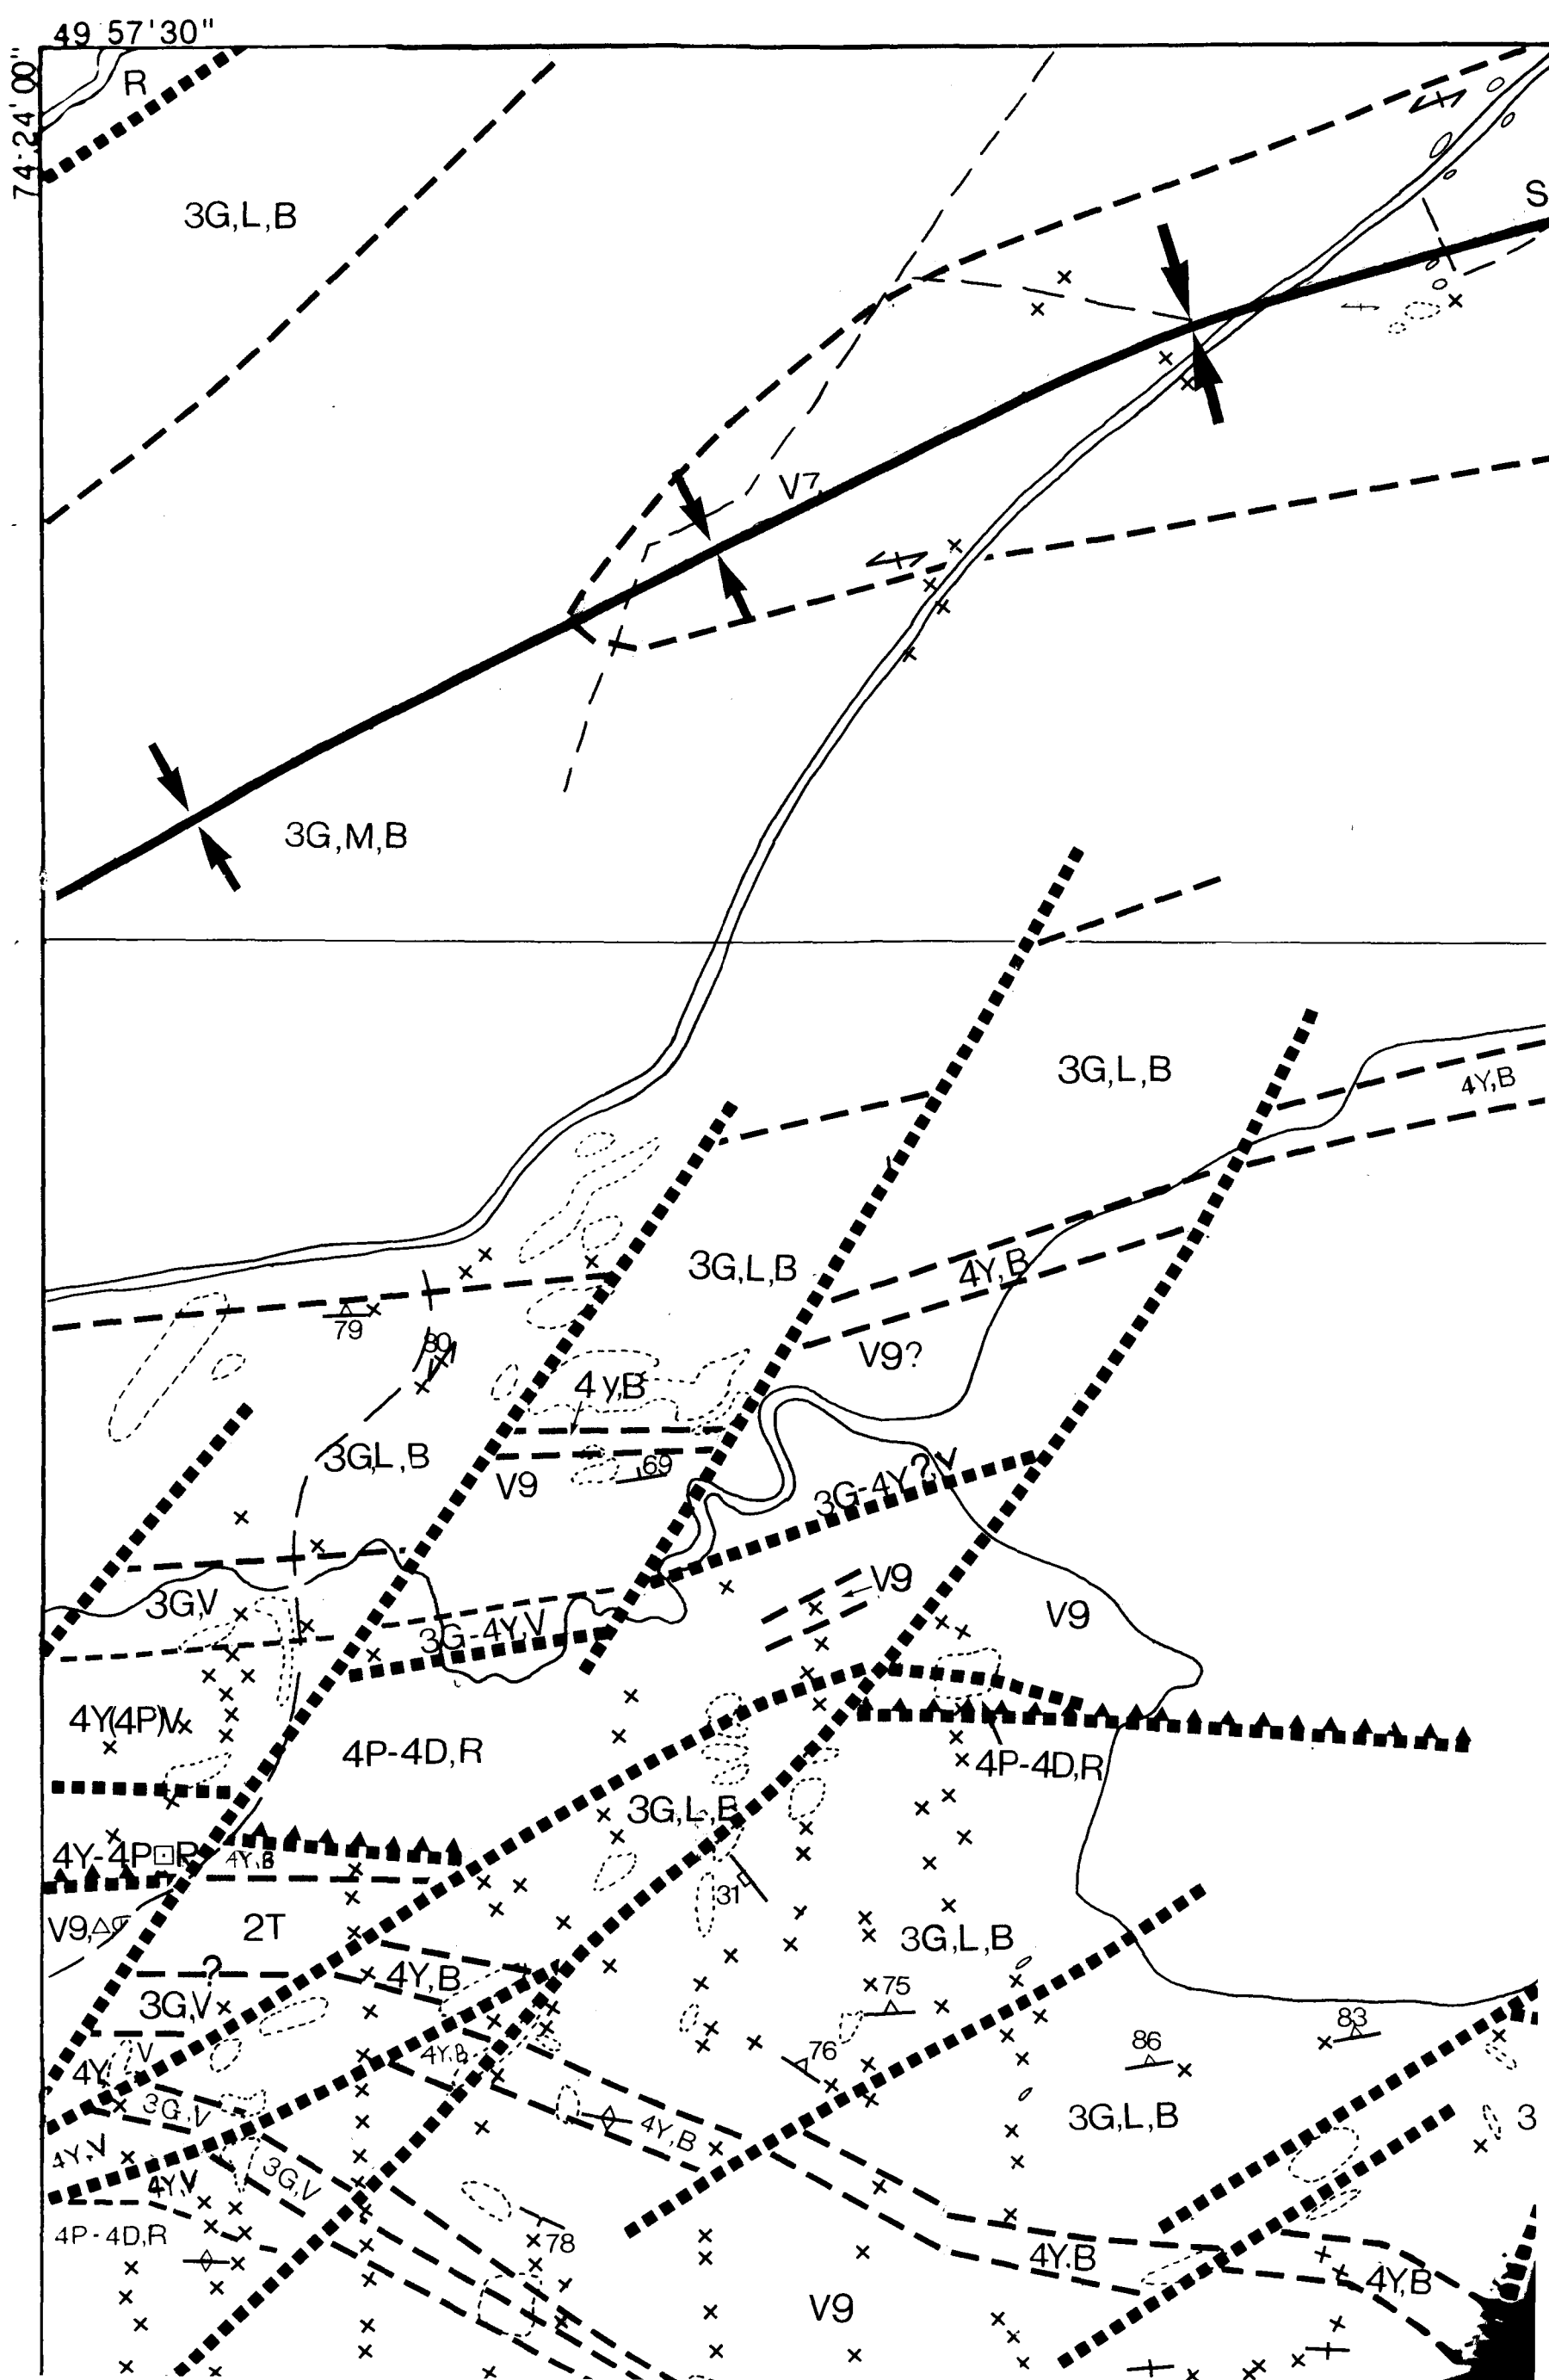 49 57'30"
74·24'00"
R
3G,L,B
S
V7
3G,M,B
3G,L,B
4Y,B
3G,L,B
4Y,B
79
80
V9?
4y,B
3G,L,B
69
V9
3G-4Y?,V
V9
3G,V
V9
3G-4Y,V
4Y(4P)V
4P-4D,R
4P-4D,R
3G,L,B
4Y-4P□R
4Y,B
31
V9,△
2T
3G,L,B
?
4Y,B
3G,V
75
83
V
4Y,B
76
86
4Y
3G,V
4Y,B
3G,L,B
3
4Y,V
4Y,V
3G,V
4P-4D,R
78
4Y,B
4Y,B
V9